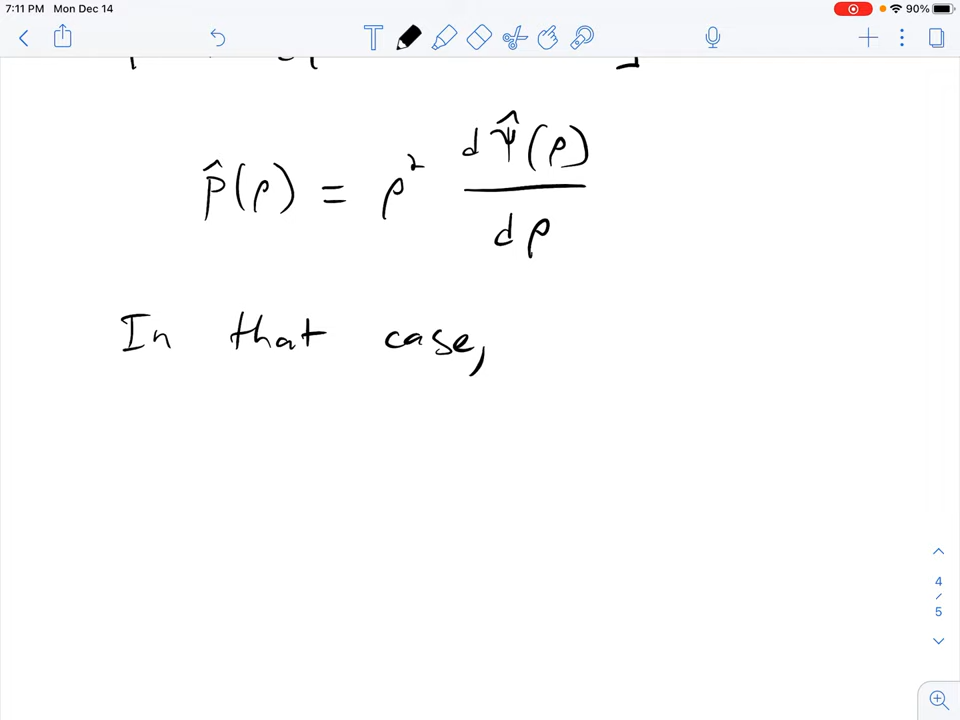 7:11 PM Mon Dec 14
90%
T
p̂(ρ) = ρ² dψ̂(ρ)/dρ
In that case,
4
/
5